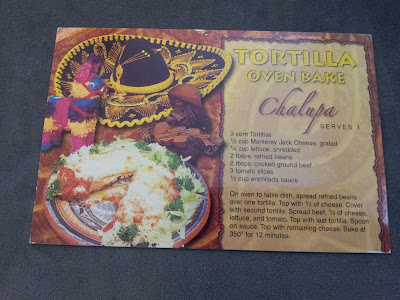 TORTILLA
OVEN BAKE
Chalupa
SERVES 1
3 corn Tortillas
½ cup Monterey Jack Cheese, grated
¼ cup lettuce, shredded
2 tbsps. refried beans
2 tbsps. cooked ground beef
3 tomato slices
½ cup enchilada sauce
On oven to table dish, spread refried beans
over one tortilla. Top with ⅓ of cheese. Cover
with second tortilla. Spread beef, ⅓ of cheese,
lettuce, and tomato. Top with last tortilla. Spoon
on sauce. Top with remaining cheese. Bake at
350° for 12 minutes.